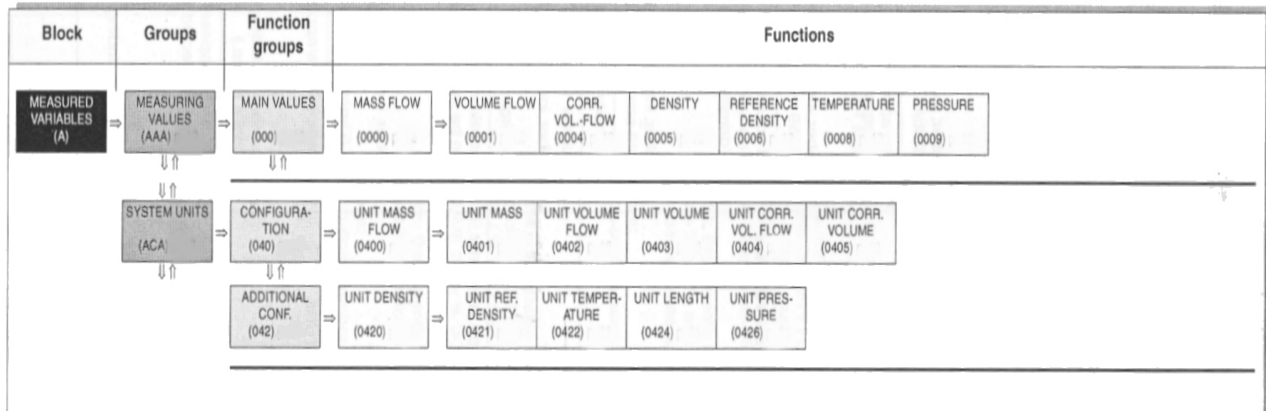 Block
Groups
Function
groups
Functions
MEASURED
VARIABLES
(A)
⇒
MEASURING
VALUES
(AAA)
⇒
MAIN VALUES
(000)
⇒
MASS FLOW
(0000)
⇒
VOLUME FLOW
(0001)
CORR.
VOL.-FLOW
(0004)
DENSITY
(0005)
REFERENCE
DENSITY
(0006)
TEMPERATURE
(0008)
PRESSURE
(0009)
⇓⇑
⇓⇑
⇓⇑
SYSTEM UNITS
(ACA)
⇒
CONFIGURA-
TION
(040)
⇒
UNIT MASS
FLOW
(0400)
⇒
UNIT MASS
(0401)
UNIT VOLUME
FLOW
(0402)
UNIT VOLUME
(0403)
UNIT CORR.
VOL. FLOW
(0404)
UNIT CORR.
VOLUME
(0405)
⇓⇑
⇓⇑
ADDITIONAL
CONF.
(042)
⇒
UNIT DENSITY
(0420)
⇒
UNIT REF.
DENSITY
(0421)
UNIT TEMPER-
ATURE
(0422)
UNIT LENGTH
(0424)
UNIT PRES-
SURE
(0426)